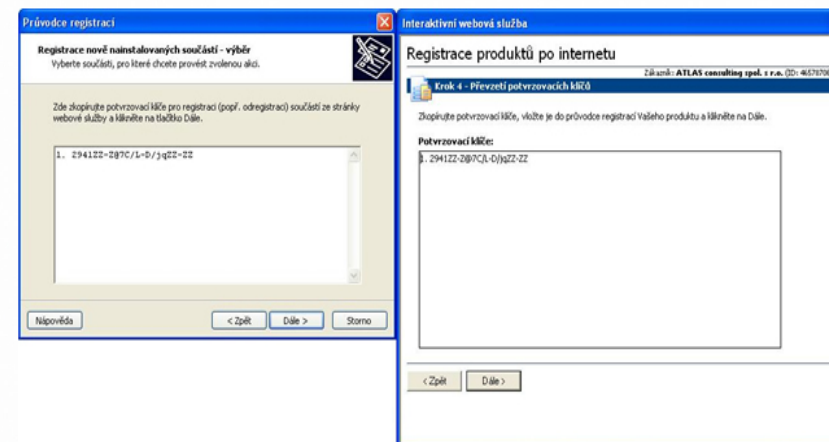 Průvodce registrací
Registrace nově nainstalovaných součástí - výběr
Vyberte součásti, pro které chcete provést zvolenou akci.
Zde zkopírujte potvrzovací klíče pro registraci (popř. odregistraci) součástí ze stránky
webové služby a klikněte na tlačítko Dále.
1. 2941ZZ-Z@7C/L-D/jqZZ-ZZ
Nápověda
< Zpět
Dále >
Storno
Interaktivní webová služba
Registrace produktů po internetu
Zákazník: ATLAS consulting spol. s r.o. (ID:
Krok 4 - Převzetí potvrzovacích klíčů
Zkopírujte potvrzovací klíče, vložte je do průvodce registrací Vašeho produktu a klikněte na Dále.
Potvrzovací klíče:
1. 2941ZZ-Z@7C/L-D/jqZZ-ZZ
< Zpět
Dále >